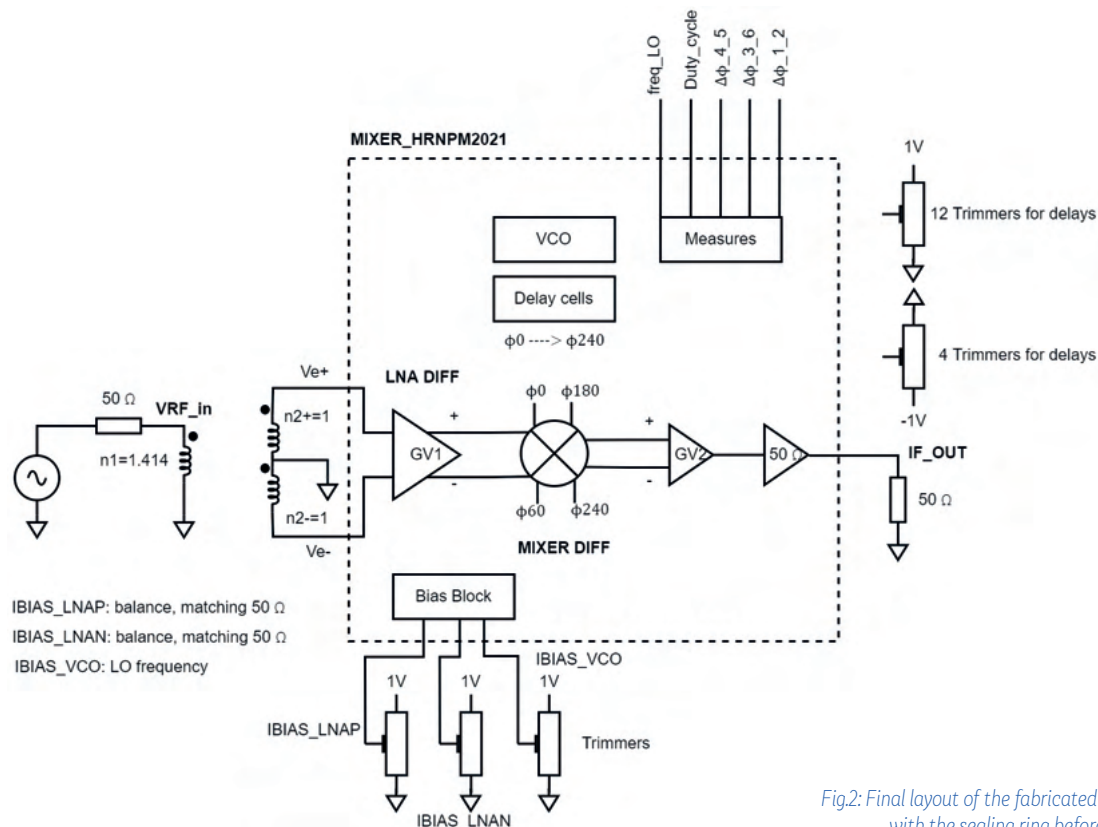 freq_LO
Duty_cycle
Δϕ_4_5
Δϕ_3_6
Δϕ_1_2
MIXER_HRNPM2021
1V
12 Trimmers for delays
VCO
Measures
Delay cells
ϕ0 ----> ϕ240
4 Trimmers for delays
-1V
Ve+
LNA DIFF
ϕ0
ϕ180
50 Ω
VRF_in
n2+=1
+
+
IF_OUT
n1=1.414
GV1
GV2
50 Ω
50 Ω
-
-
n2-=1
ϕ60
ϕ240
Ve-
MIXER DIFF
Bias Block
IBIAS_LNAP: balance, matching 50 Ω
IBIAS_LNAN: balance, matching 50 Ω
IBIAS_VCO: LO frequency
IBIAS_VCO
1V
1V
1V
IBIAS_LNAP
Trimmers
IBIAS_LNAN
Fig.2: Final layout of the fabricated
with the sealing ring before